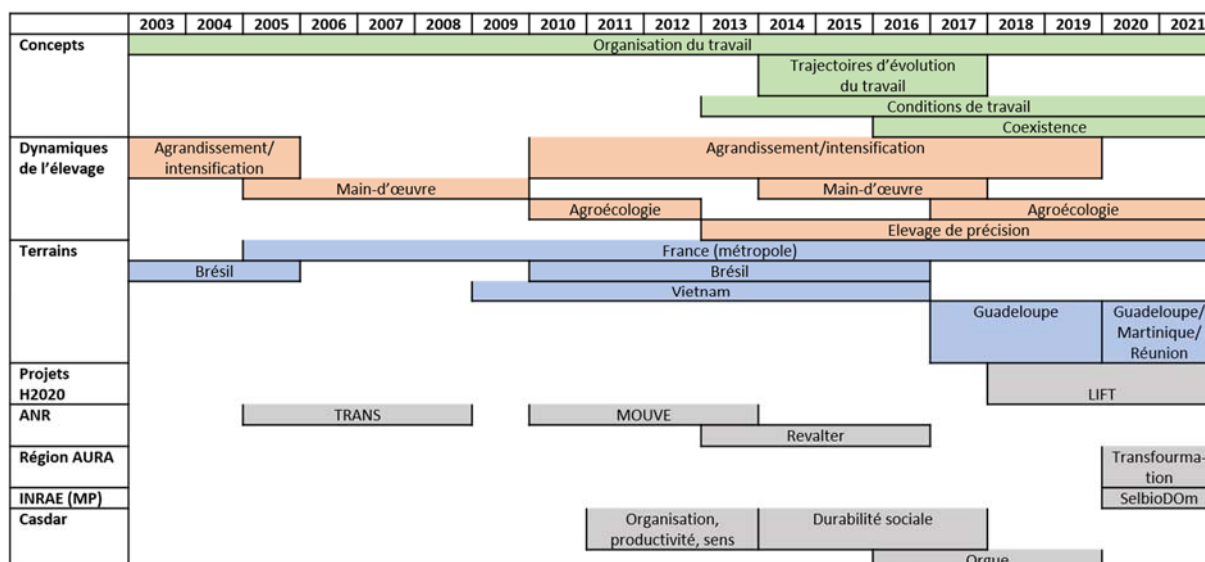 2003 2004 2005 2006 2007 2008 2009 2010 2011 2012 2013 2014 2015 2016 2017 2018 2019 2020 2021
Concepts
Organisation du travail
Trajectoires d'évolution
du travail
Conditions de travail
Coexistence
Dynamiques
de l'élevage
Agrandissement/
intensification
Agrandissement/intensification
Main-d'œuvre
Main-d'œuvre
Agroécologie
Agroécologie
Elevage de précision
Terrains
France (métropole)
Brésil
Brésil
Vietnam
Guadeloupe
Guadeloupe/
Martinique/
Réunion
Projets
H2020
LIFT
ANR
TRANS
MOUVE
Revalter
Région AURA
Transfourma-
tion
INRAE (MP)
SelbioDOm
Casdar
Organisation,
productivité, sens
Durabilité sociale
Orgue